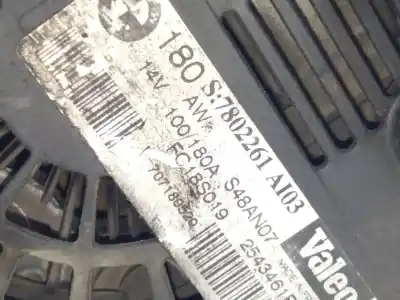 180 S:7802261 AI03
14V AW
100/180A S48AN07
FC18S019 2543461
Valeo